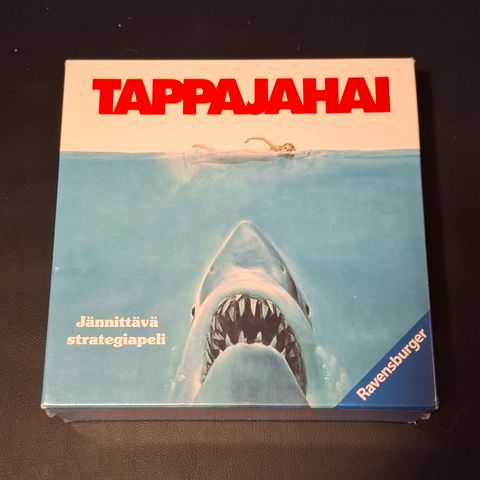 TAPPAJAHAI
Jännittävä
strategiapeli
Ravensburger